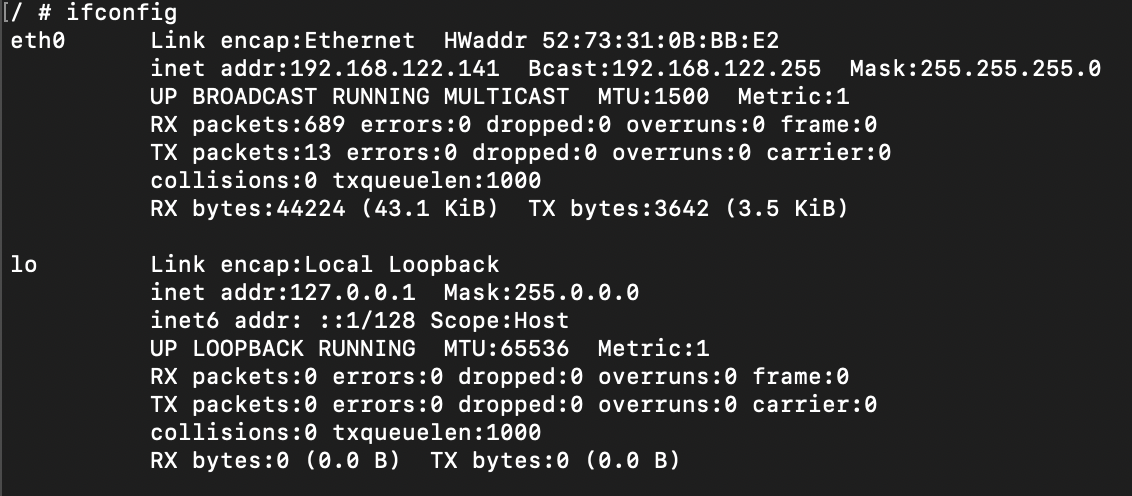 [/ # ifconfig
eth0      Link encap:Ethernet  HWaddr 52:73:31:0B:BB:E2
          inet addr:192.168.122.141  Bcast:192.168.122.255  Mask:255.255.255.0
          UP BROADCAST RUNNING MULTICAST  MTU:1500  Metric:1
          RX packets:689 errors:0 dropped:0 overruns:0 frame:0
          TX packets:13 errors:0 dropped:0 overruns:0 carrier:0
          collisions:0 txqueuelen:1000
          RX bytes:44224 (43.1 KiB)  TX bytes:3642 (3.5 KiB)

lo        Link encap:Local Loopback
          inet addr:127.0.0.1  Mask:255.0.0.0
          inet6 addr: ::1/128 Scope:Host
          UP LOOPBACK RUNNING  MTU:65536  Metric:1
          RX packets:0 errors:0 dropped:0 overruns:0 frame:0
          TX packets:0 errors:0 dropped:0 overruns:0 carrier:0
          collisions:0 txqueuelen:1000
          RX bytes:0 (0.0 B)  TX bytes:0 (0.0 B)